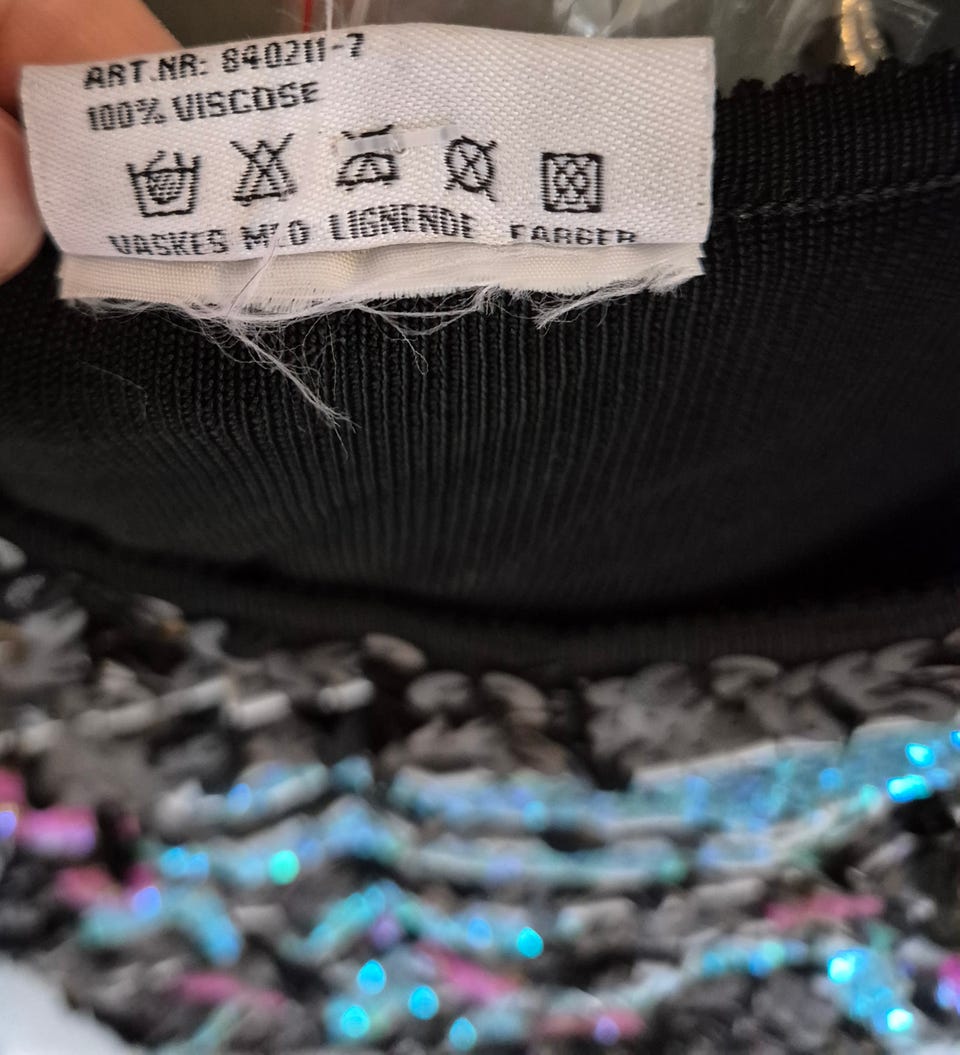 ART.NR: 840211-7
100% VISCOSE
VASKES MED LIGNENDE FARGER